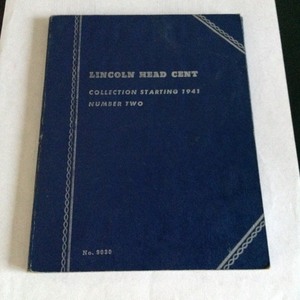 LINCOLN HEAD CENT
COLLECTION STARTING 1941
NUMBER TWO
No. 9030